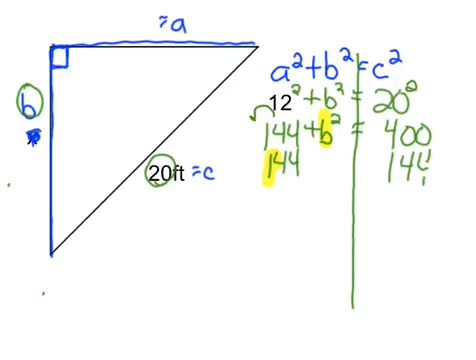 =a
a²+b²=c²
b
12²+b²=20²
144+b²=400
144 144
20ft =c